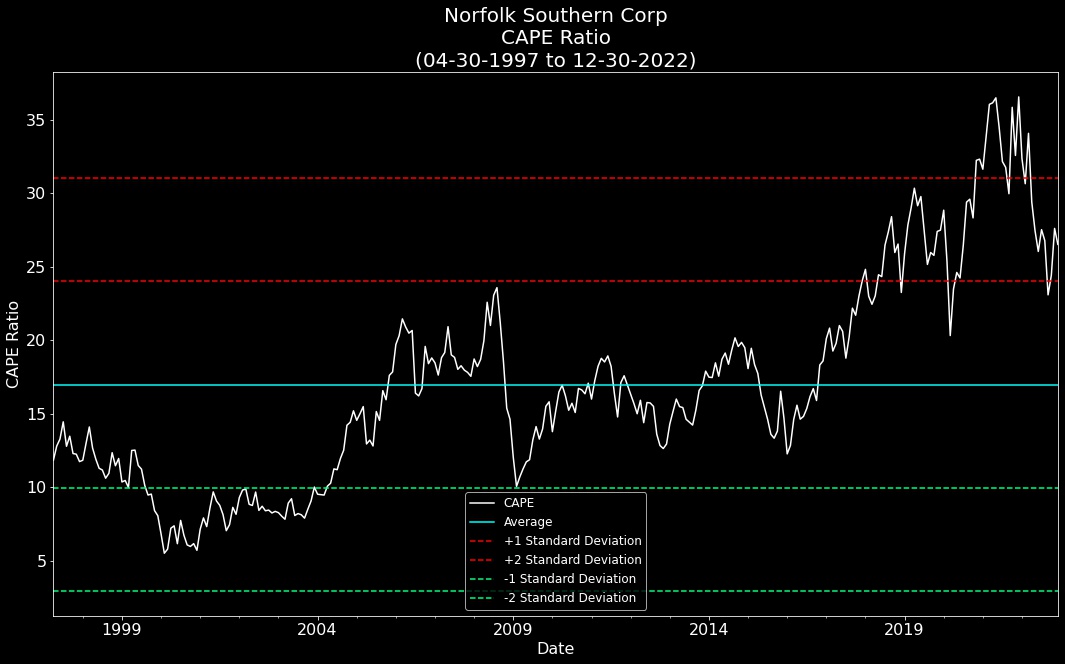 Norfolk Southern Corp
CAPE Ratio
(04-30-1997 to 12-30-2022)
CAPE Ratio
35
30
25
20
15
10
5
CAPE
Average
+1 Standard Deviation
+2 Standard Deviation
-1 Standard Deviation
-2 Standard Deviation
1999
2004
2009
2014
2019
Date